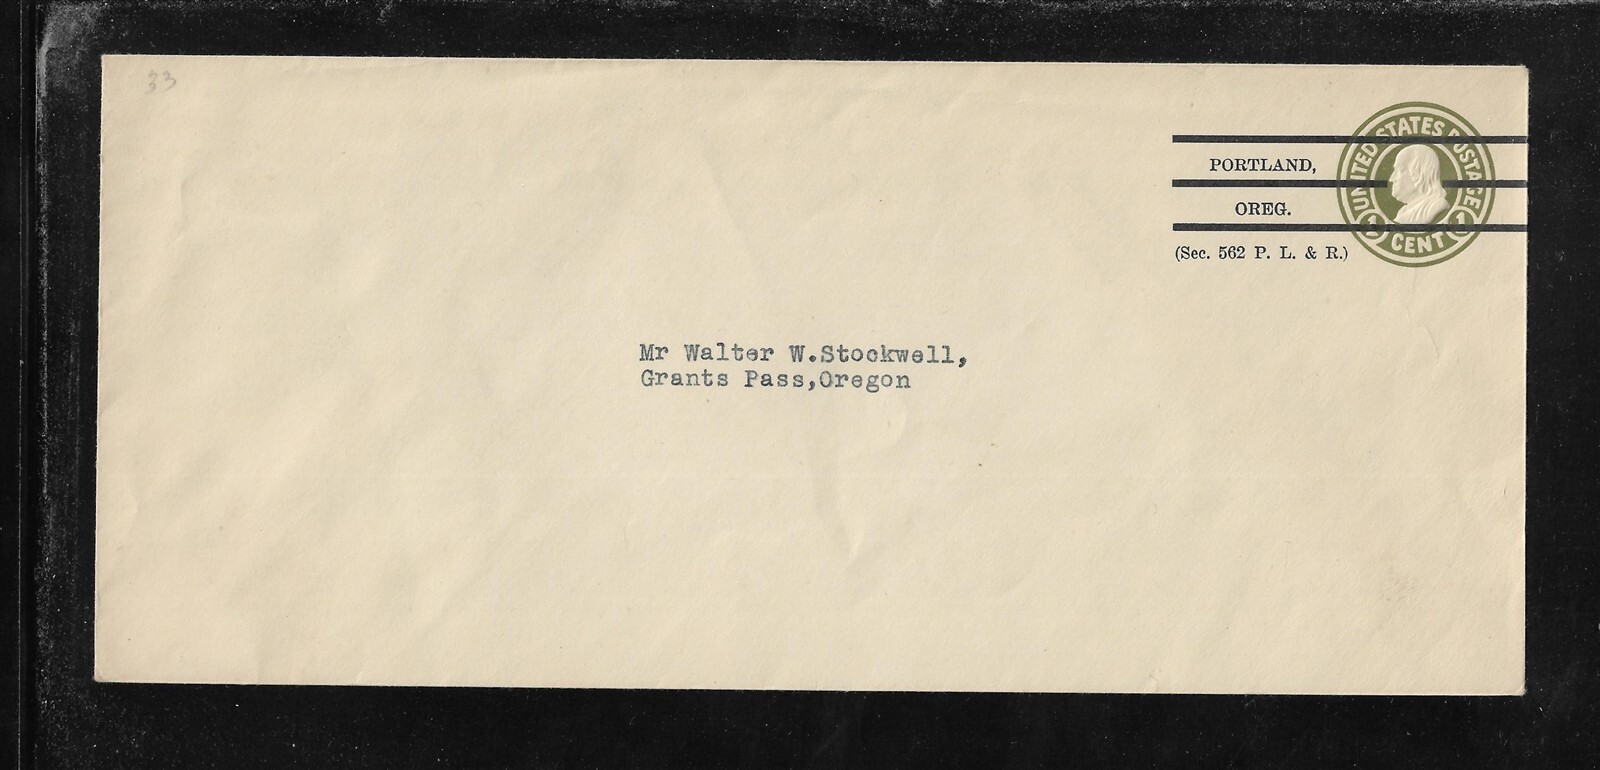 33
UNITED STATES POSTAGE
PORTLAND,
OREG.
1 CENT 1
(Sec. 562 P. L. & R.)
Mr Walter W.Stockwell,
Grants Pass,Oregon